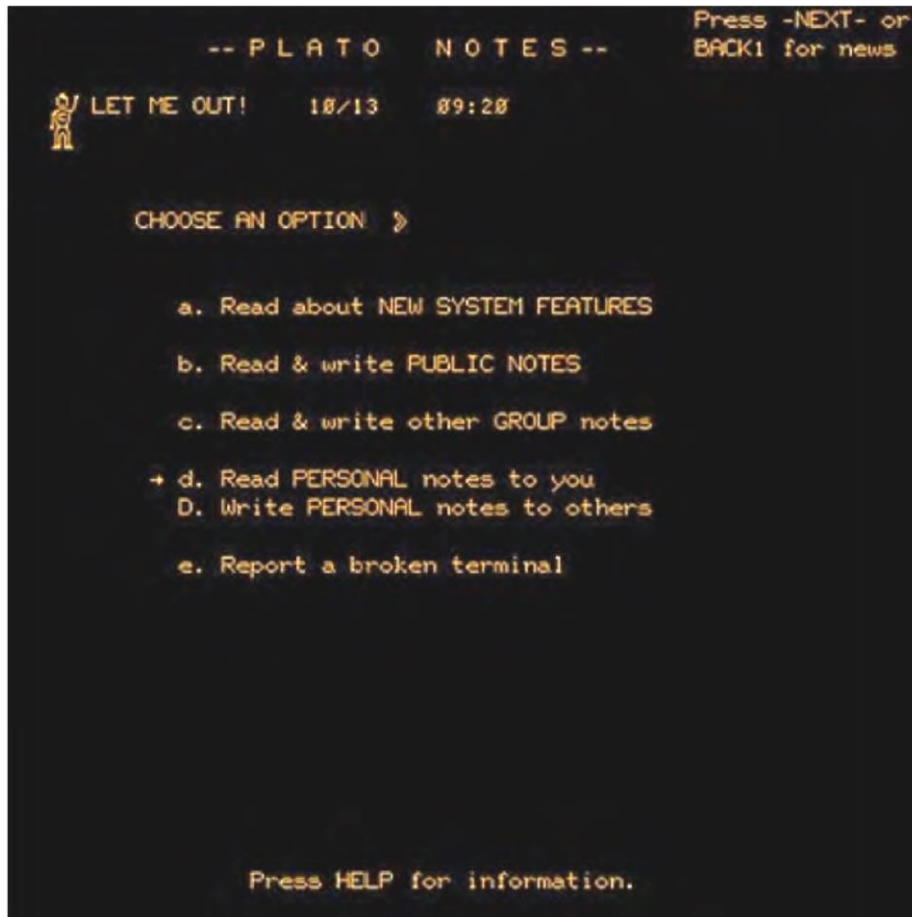 Press -NEXT- or
--PLATO NOTES--
BACK1 for news
LET ME OUT! 10/13 09:20
CHOOSE AN OPTION
a. Read about NEW SYSTEM FEATURES
b. Read & write PUBLIC NOTES
c. Read & write other GROUP notes
→ d. Read PERSONAL notes to you
D. Write PERSONAL notes to others
e. Report a broken terminal
Press HELP for information.